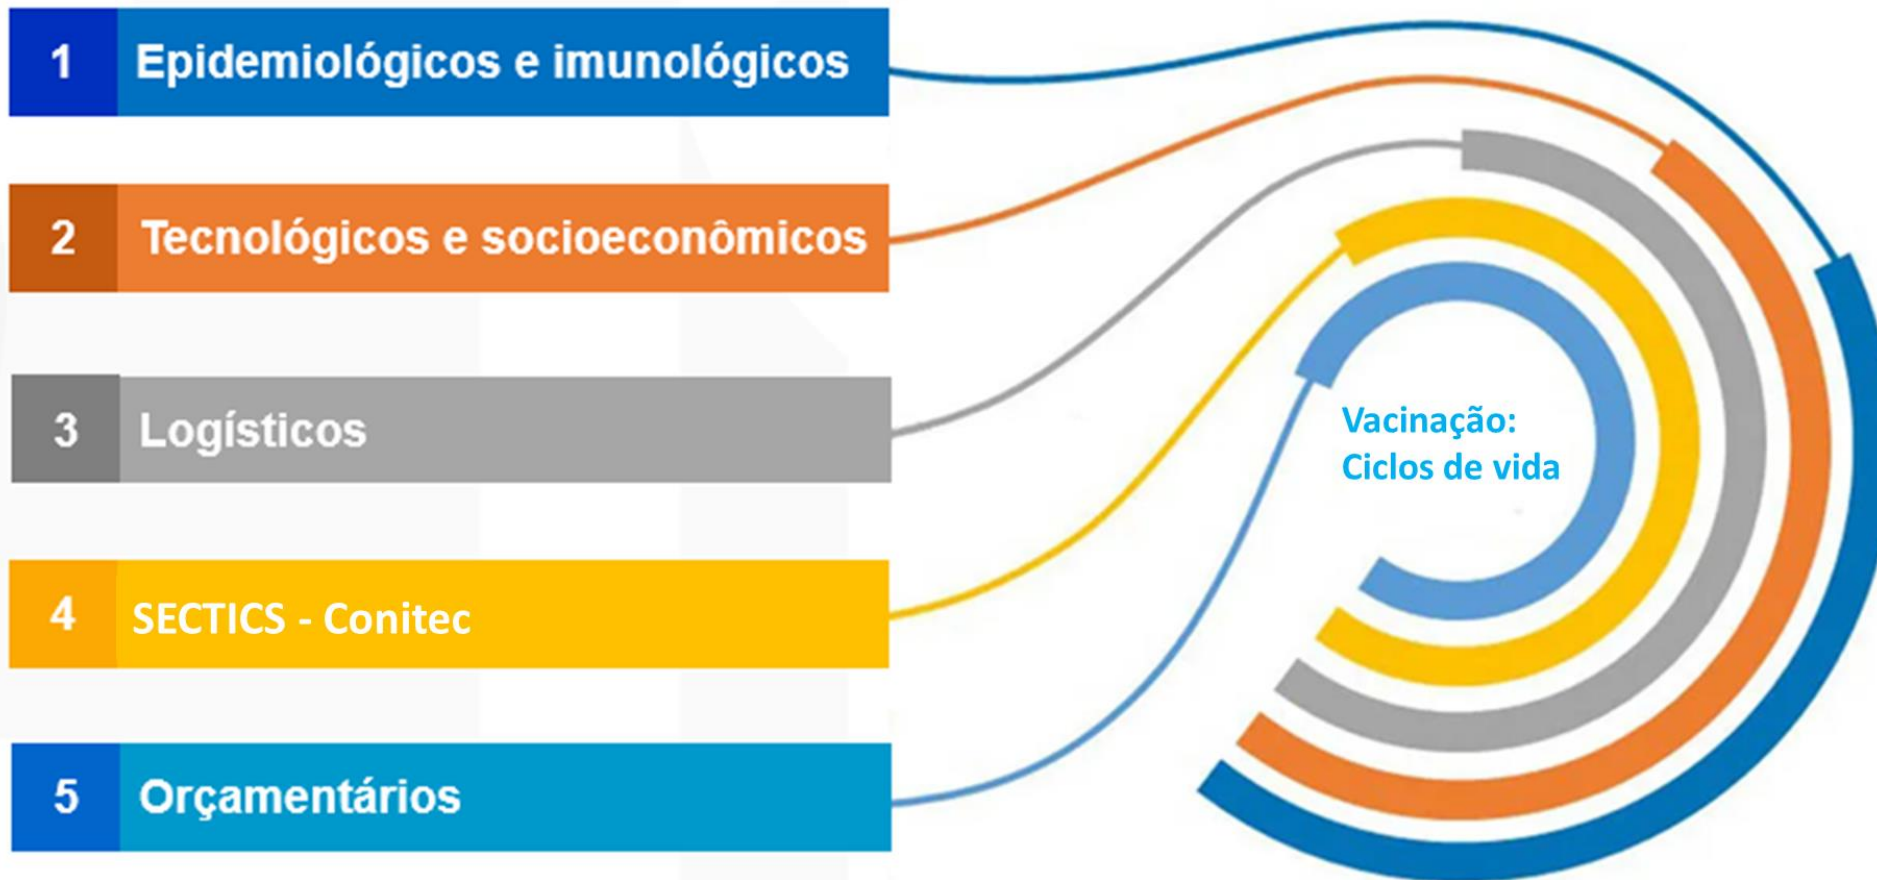 1 Epidemiológicos e imunológicos
2 Tecnológicos e socioeconômicos
3 Logísticos
4 SECTICS - Conitec
5 Orçamentários
Vacinação:
Ciclos de vida